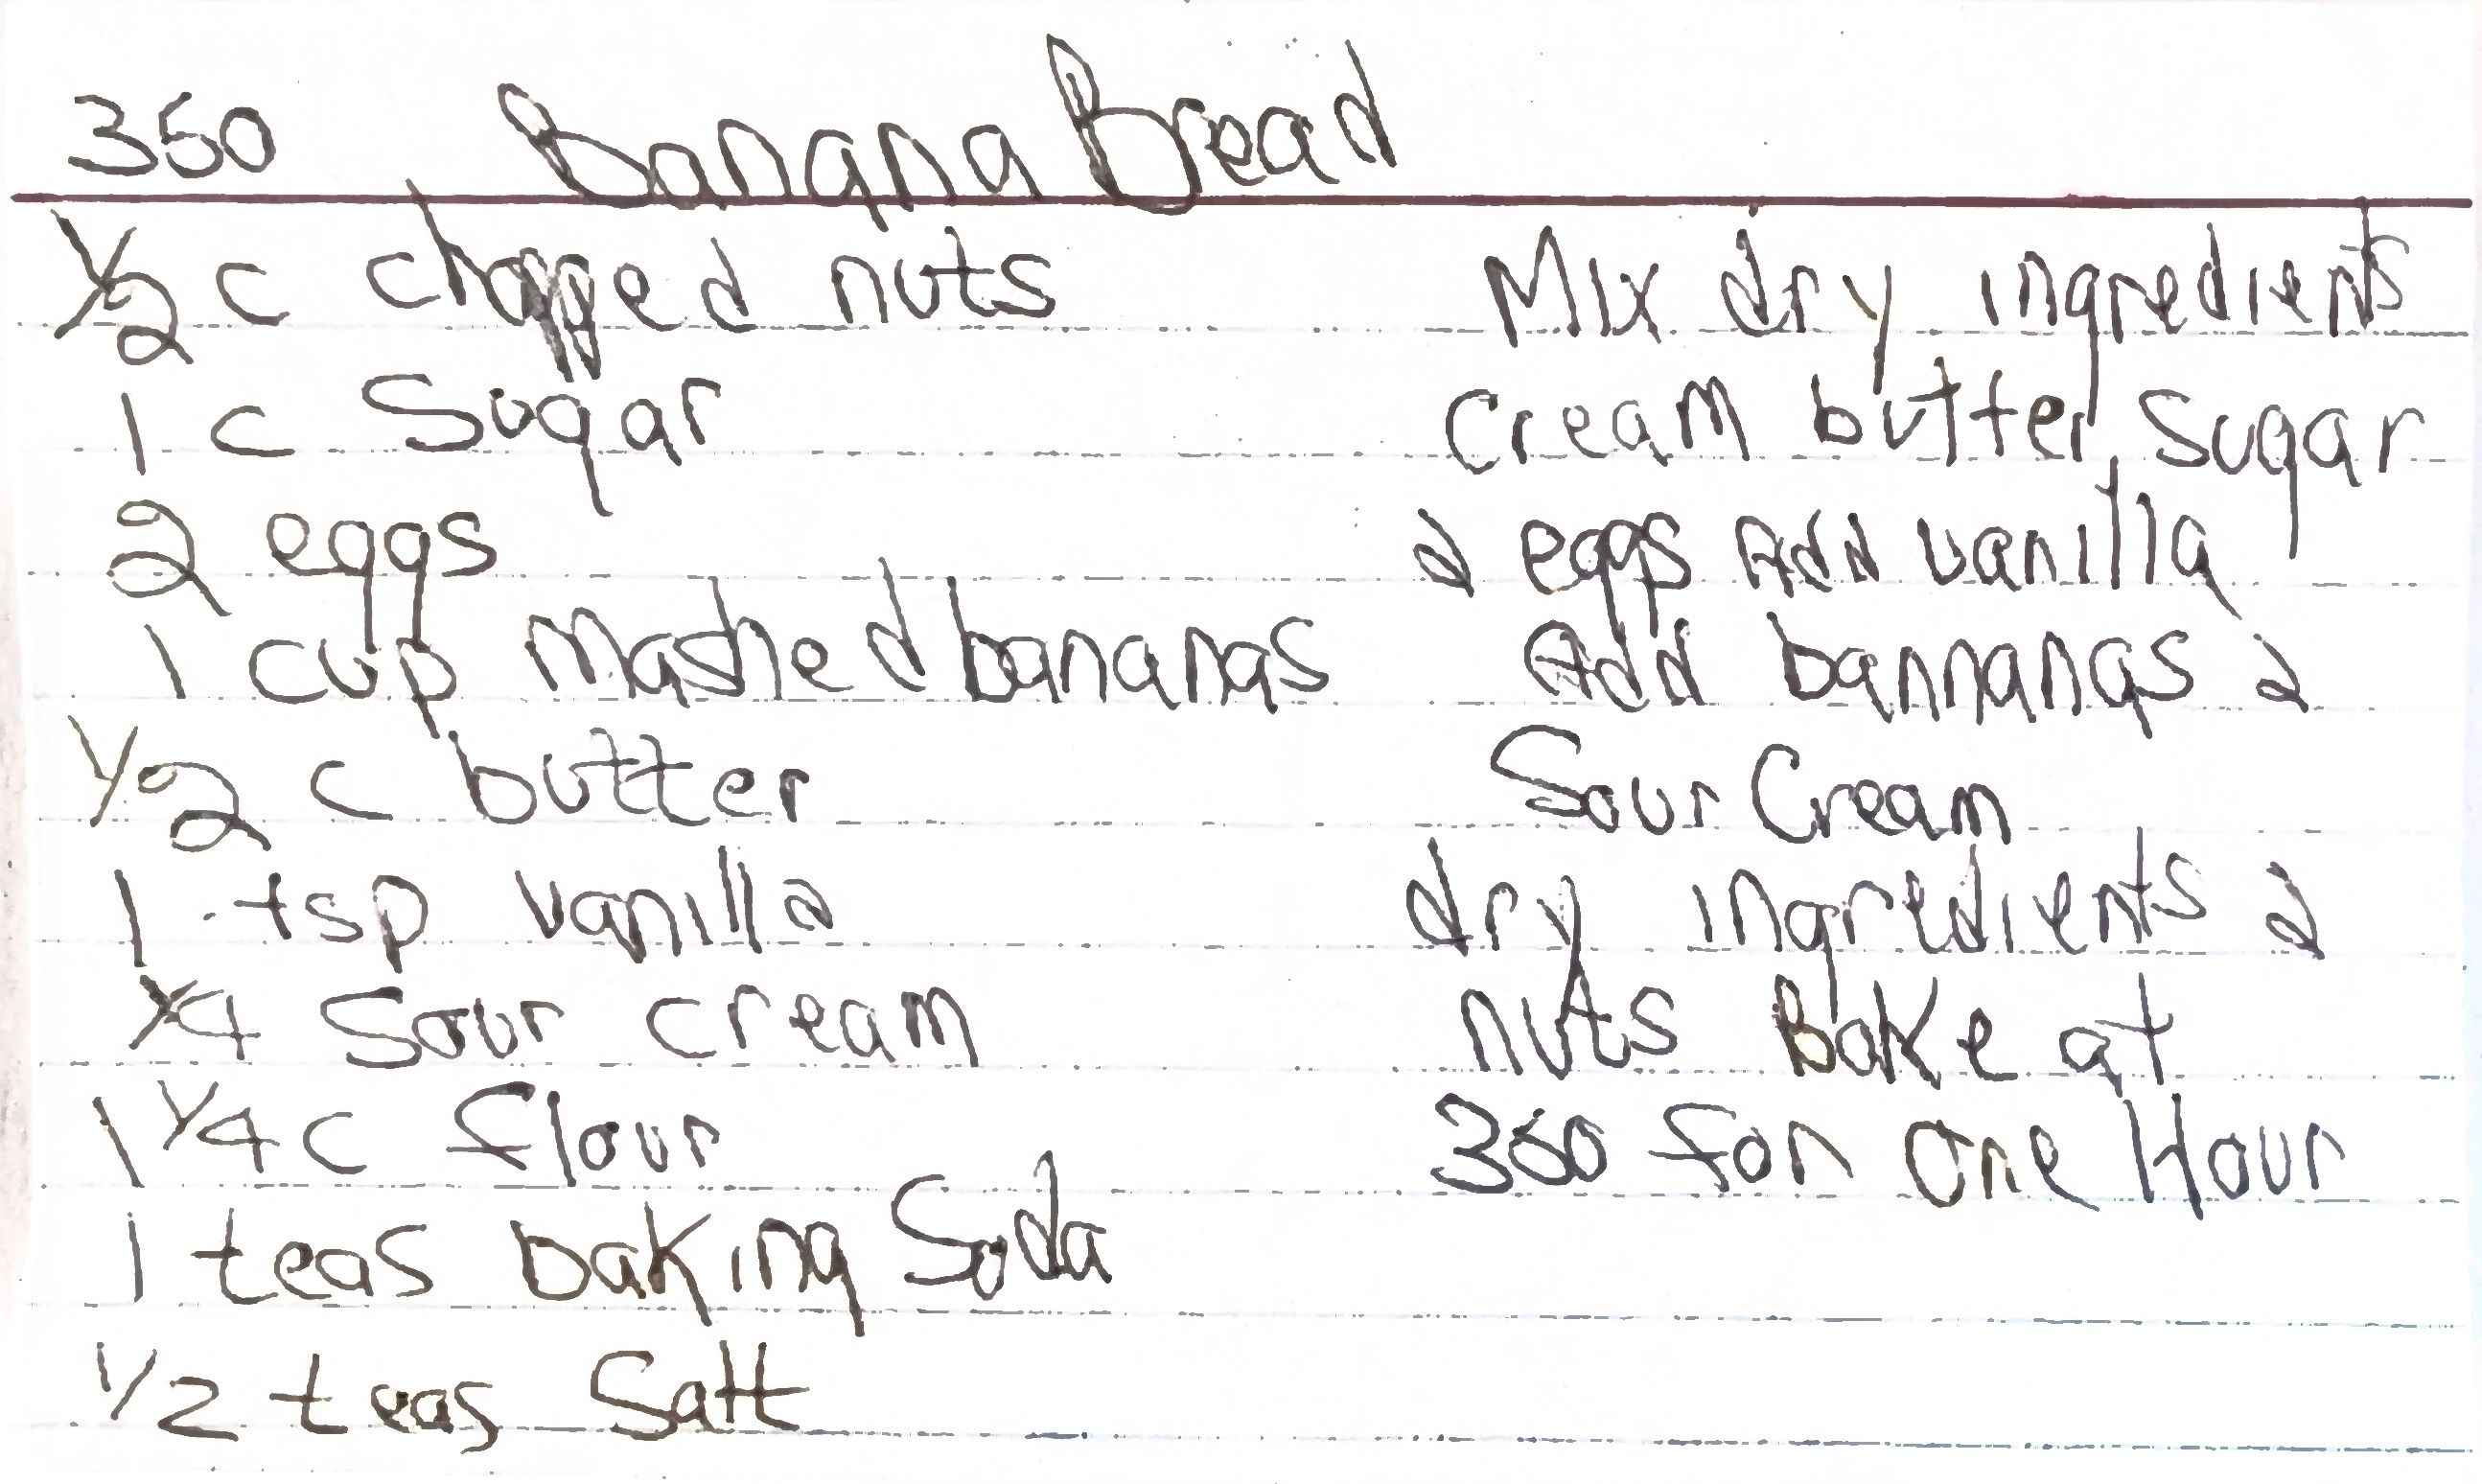 350 Banana Bread
1/2 c chopped nuts
1 c Sugar
2 eggs
1 cup mashed bananas
1/2 c butter
1 tsp vanilla
1/4 Sour cream
1 1/4 c flour
1 teas baking Soda
1/2 teas Salt
Mix dry ingredients
Cream butter, Sugar
& eggs Add vanilla
Add bannanas &
Sour Cream
dry ingredients &
nuts Bake at
350 for One Hour